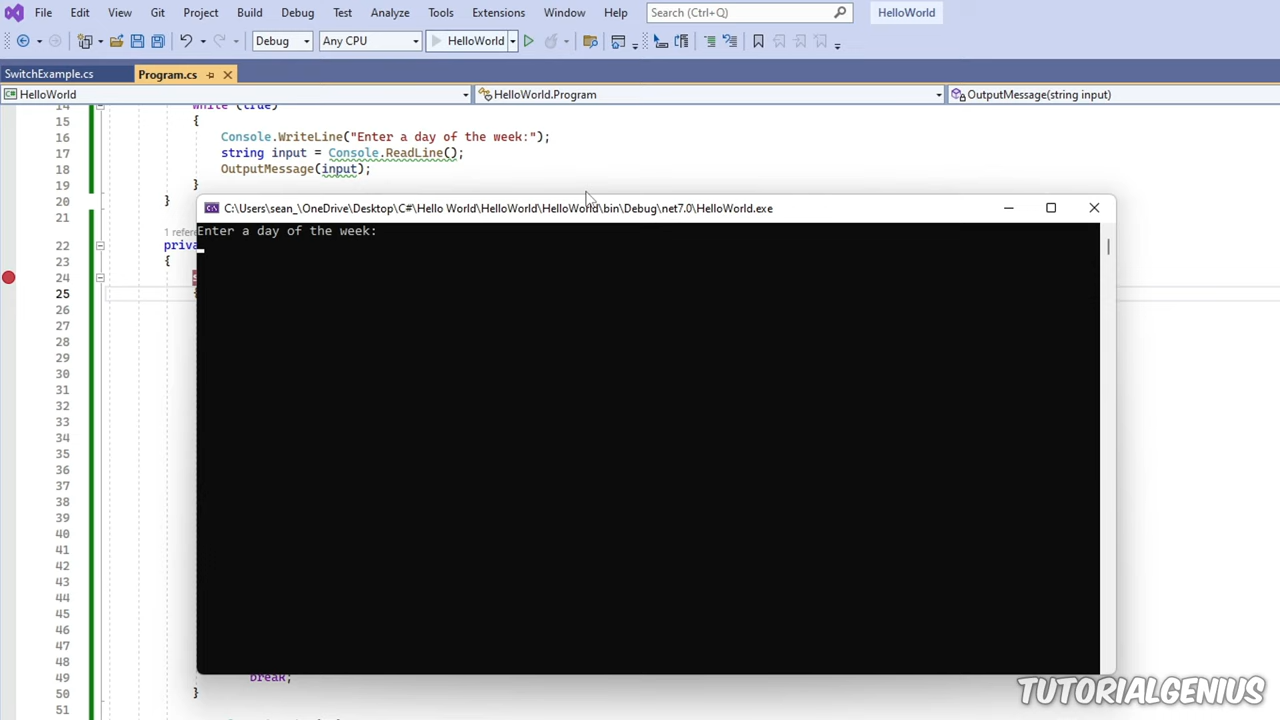 File Edit View Git Project Build Debug Test Analyze Tools Extensions Window Help Search (Ctrl+Q) HelloWorld
Debug Any CPU HelloWorld
SwitchExample.cs Program.cs
HelloWorld HelloWorld.Program OutputMessage(string input)
14 while (true)
15 {
16 Console.WriteLine("Enter a day of the week:");
17 string input = Console.ReadLine();
18 OutputMessage(input);
19 }
20 }
21
C:\Users\sean_\OneDrive\Desktop\C#\Hello World\HelloWorld\HelloWorld\bin\Debug\net7.0\HelloWorld.exe
Enter a day of the week:
1 refer
22 priva
23 {
24
25 {
26
27
28
29
30
31
32
33
34
35
36
37
38
39
40
41
42
43
44
45
46
47
48
49 break;
50 }
51
TUTORIALGENIUS